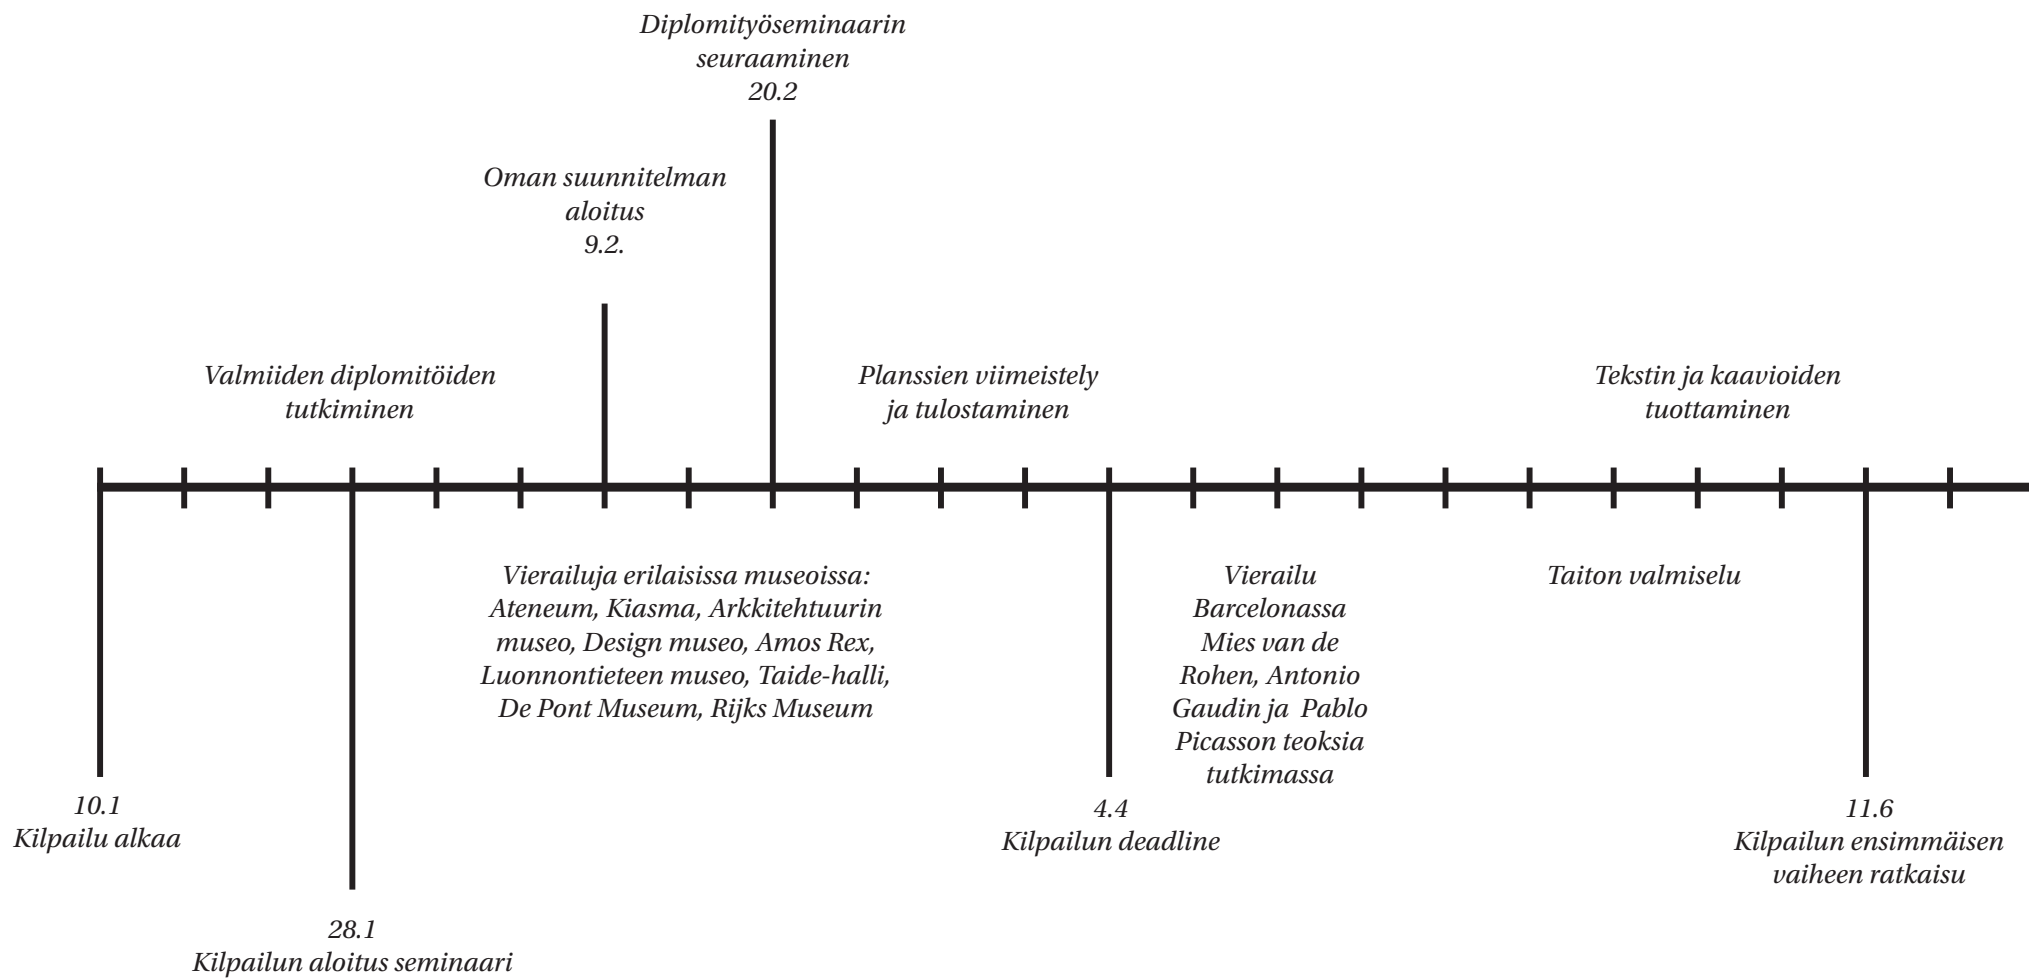 Diplomityöseminaarin
seuraaminen
20.2
Oman suunnitelman
aloitus
9.2.
Valmiiden diplomitöiden
tutkiminen
Planssien viimeistely
ja tulostaminen
Tekstin ja kaavioiden
tuottaminen
Vierailuja erilaisissa museoissa:
Ateneum, Kiasma, Arkkitehtuurin
museo, Design museo, Amos Rex,
Luonnontieteen museo, Taide-halli,
De Pont Museum, Rijks Museum
Vierailu
Barcelonassa
Mies van de
Rohen, Antonio
Gaudin ja Pablo
Picasson teoksia
tutkimassa
Taiton valmiselu
10.1
Kilpailu alkaa
28.1
Kilpailun aloitus seminaari
4.4
Kilpailun deadline
11.6
Kilpailun ensimmäisen
vaiheen ratkaisu